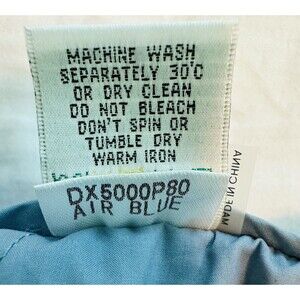 MACHINE WASH
SEPARATELY 30°C
OR DRY CLEAN
DO NOT BLEACH
DON'T SPIN OR
TUMBLE DRY
WARM IRON
DX5000P80
AIR BLUE
MADE IN CHINA